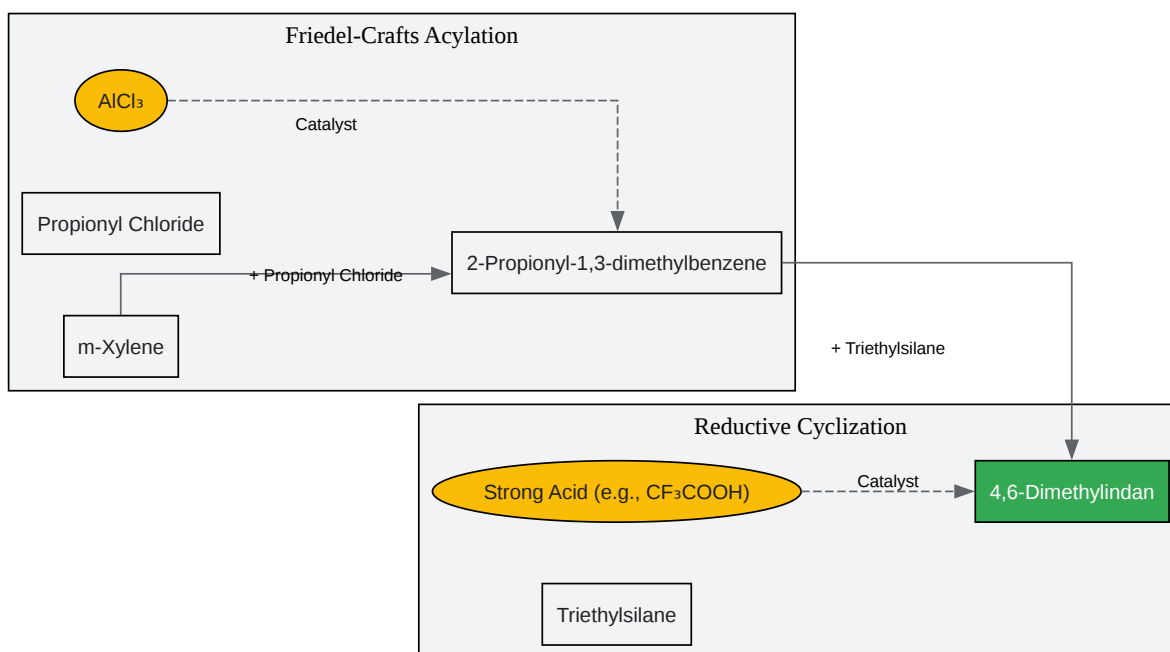 Friedel-Crafts Acylation
AlCl₃
Catalyst
Propionyl Chloride
2-Propionyl-1,3-dimethylbenzene
+ Propionyl Chloride
m-Xylene
+ Triethylsilane
Reductive Cyclization
Strong Acid (e.g., CF₃COOH)
Catalyst
4,6-Dimethylindan
Triethylsilane